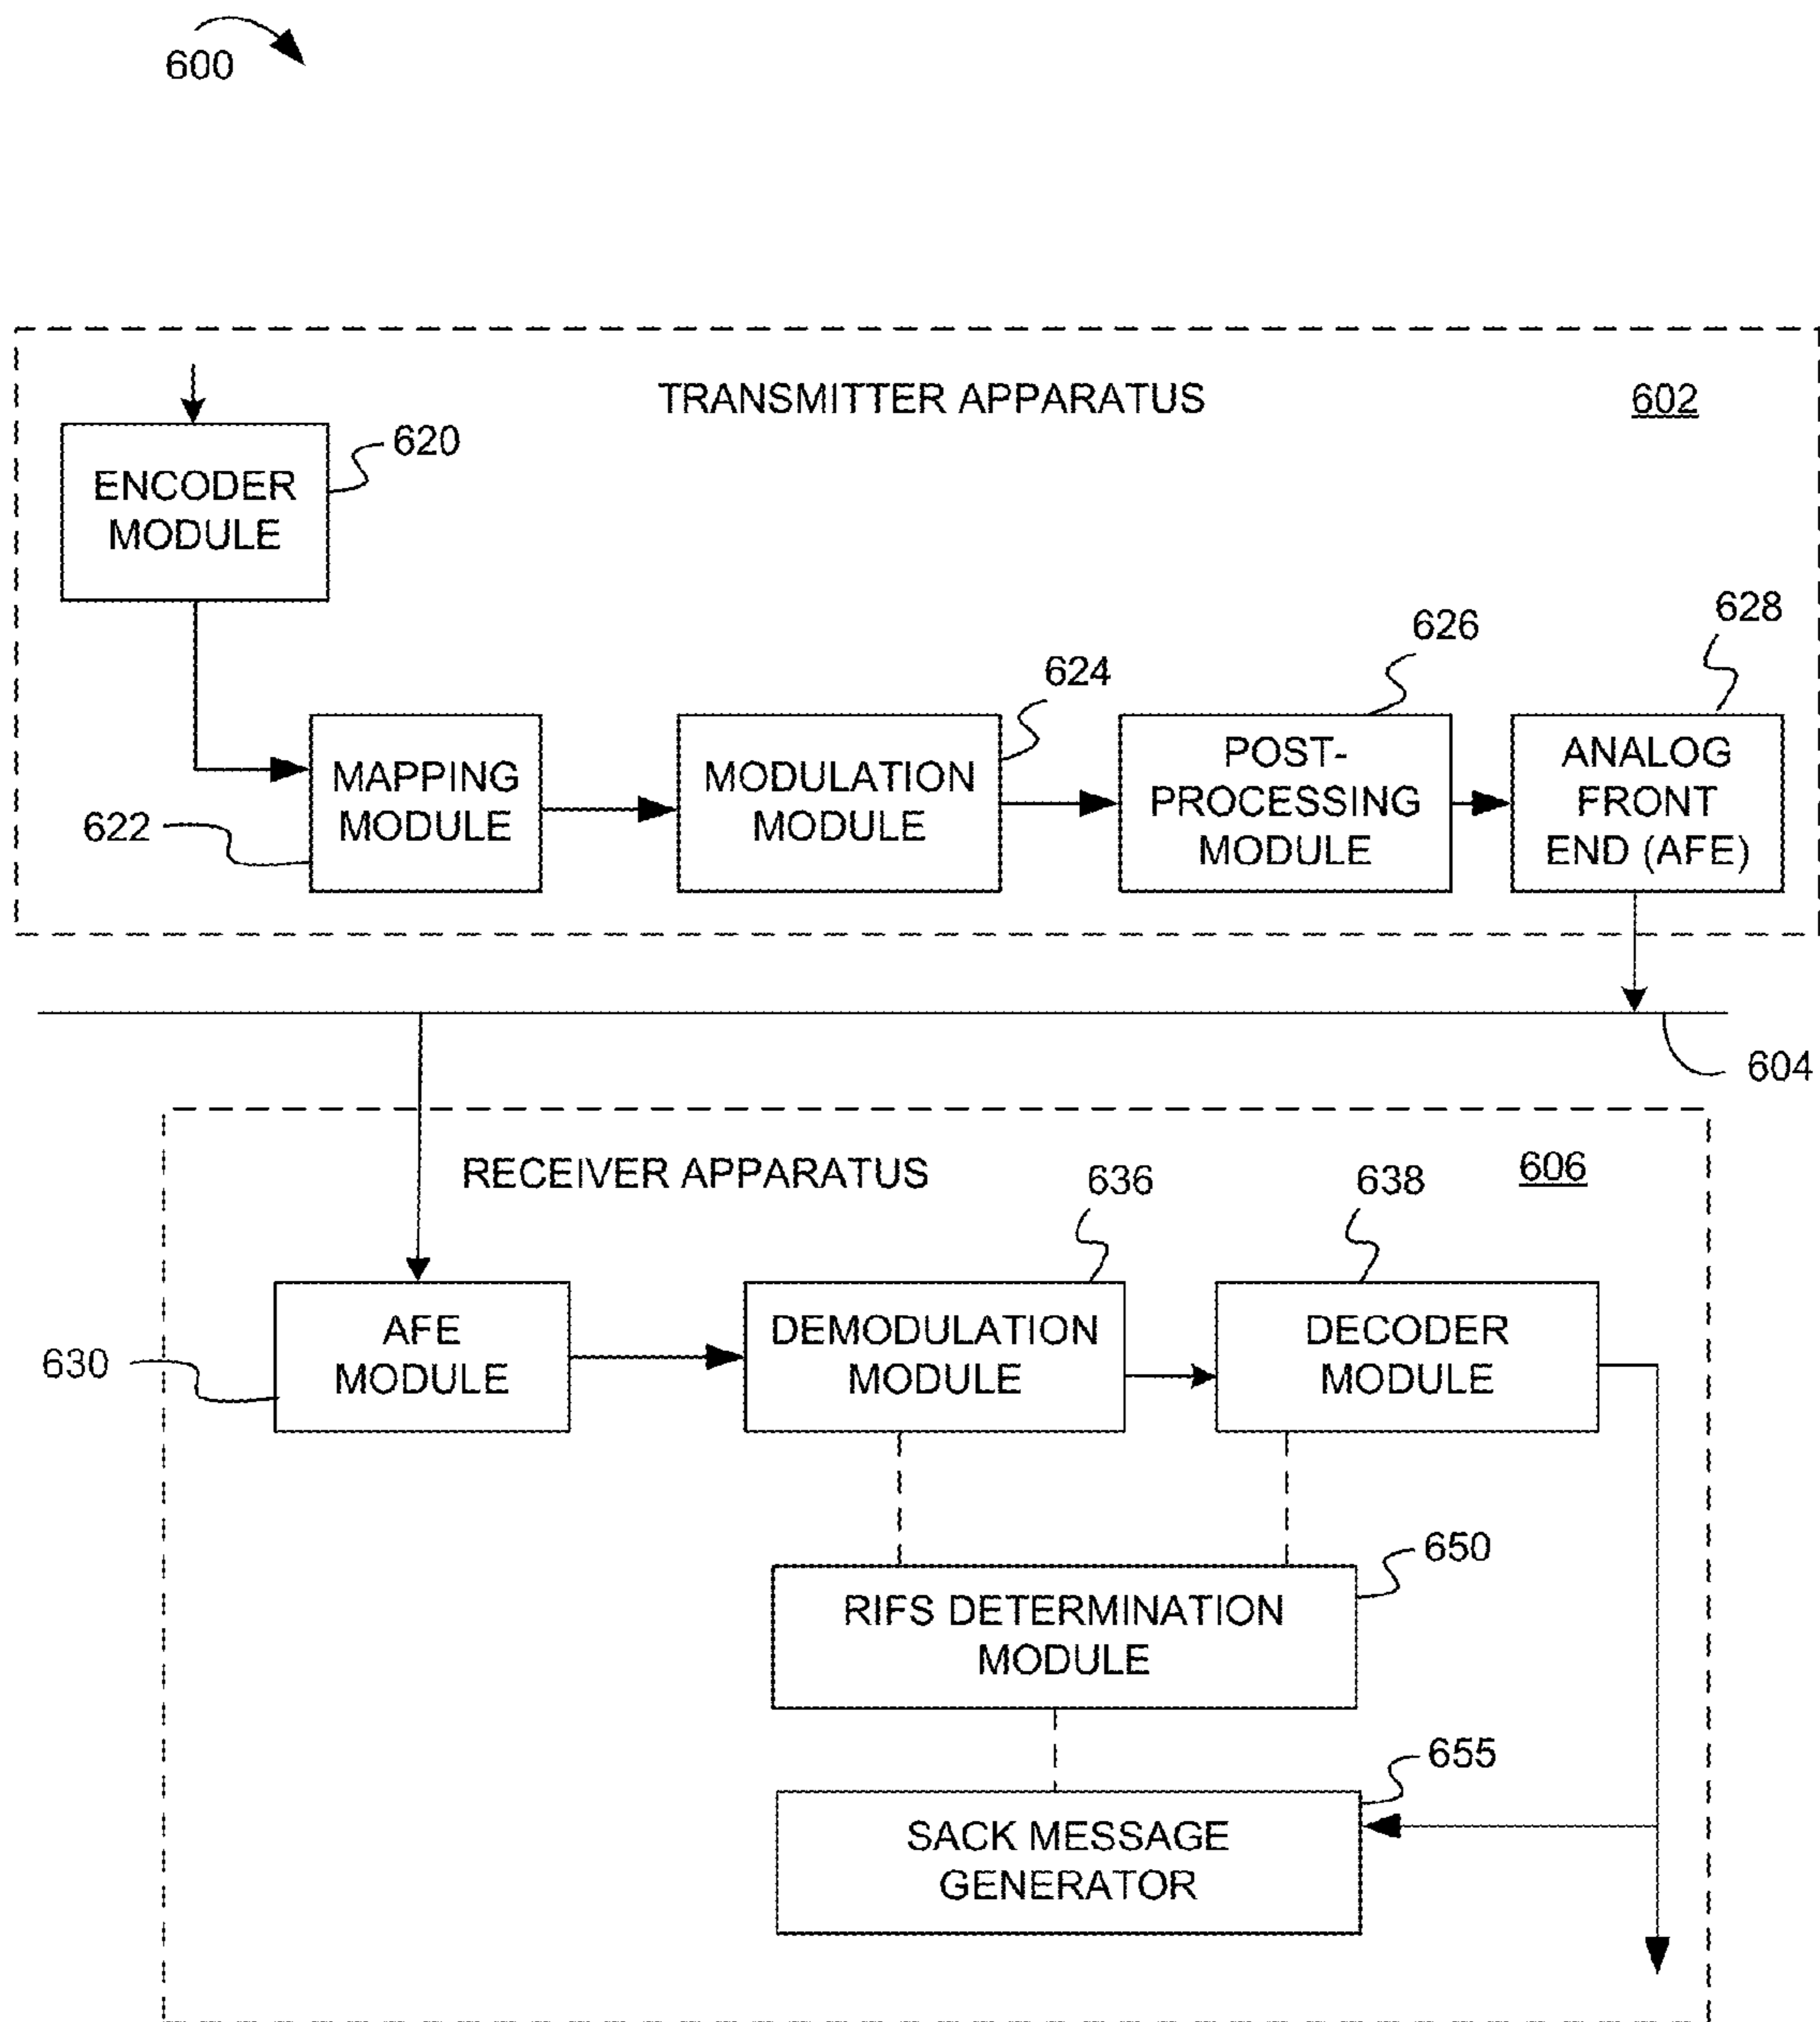 600
TRANSMITTER APPARATUS
602
620
ENCODER
MODULE
622
MAPPING
MODULE
624
MODULATION
MODULE
626
POST-
PROCESSING
MODULE
628
ANALOG
FRONT
END (AFE)
604
RECEIVER APPARATUS
606
630
AFE
MODULE
636
DEMODULATION
MODULE
638
DECODER
MODULE
650
RIFS DETERMINATION
MODULE
655
SACK MESSAGE
GENERATOR